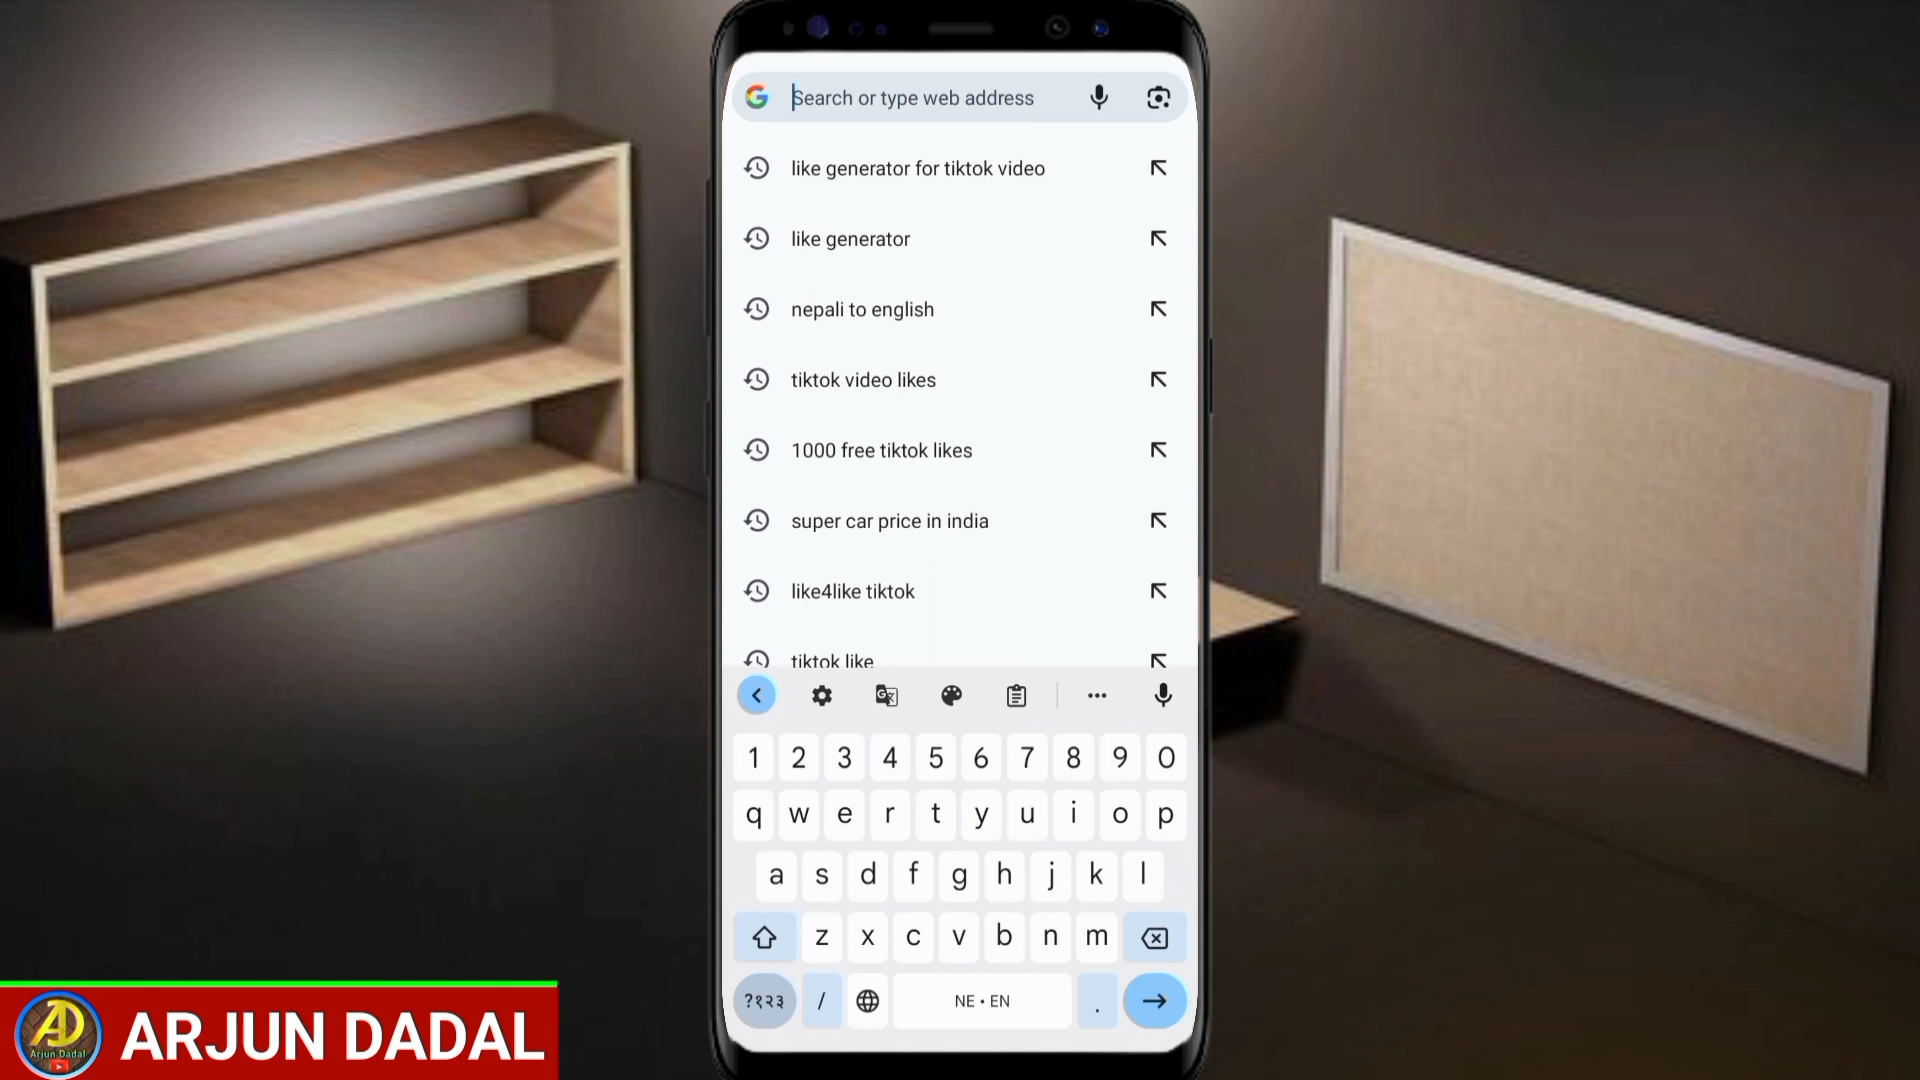 Search or type web address
like generator for tiktok video
like generator
nepali to english
tiktok video likes
1000 free tiktok likes
super car price in india
like4like tiktok
tiktok like
1 2 3 4 5 6 7 8 9 0
q w e r t y u i o p
a s d f g h j k l
z x c v b n m
?१२३ / NE • EN .
AD
Arjun Dadal
ARJUN DADAL